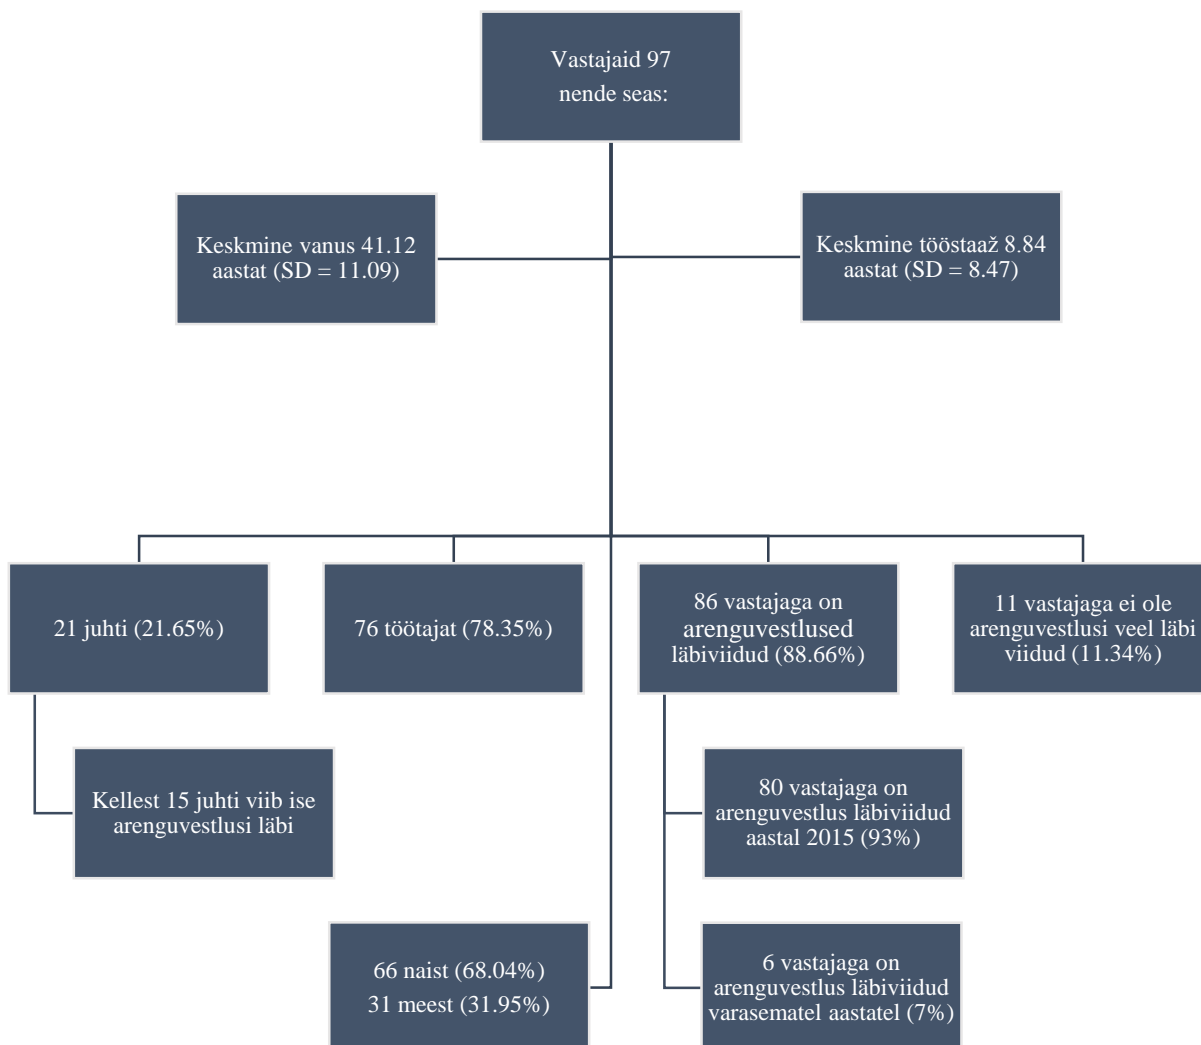 Vastajaid 97
nende seas:
Keskmine vanus 41.12
aastat (SD = 11.09)
Keskmine tööstaaž 8.84
aastat (SD = 8.47)
21 juhti (21.65%)
76 töötajat (78.35%)
86 vastajaga on
arenguvestlused
läbiviidud (88.66%)
11 vastajaga ei ole
arenguvestlusi veel läbi
viidud (11.34%)
Kellest 15 juhti viib ise
arenguvestlusi läbi
80 vastajaga on
arenguvestlus läbiviidud
aastal 2015 (93%)
66 naist (68.04%)
31 meest (31.95%)
6 vastajaga on
arenguvestlus läbiviidud
varasematel aastatel (7%)